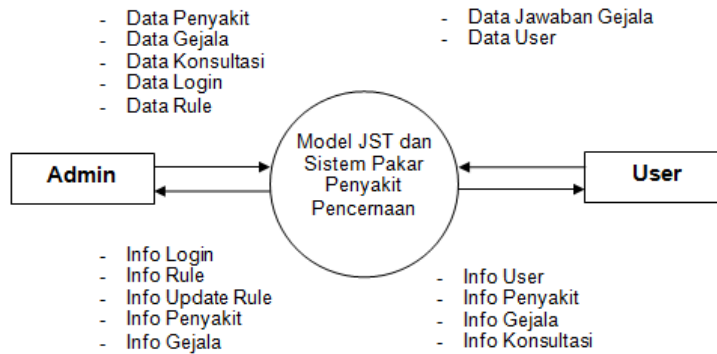 - Data Penyakit
- Data Gejala
- Data Konsultasi
- Data Login
- Data Rule
- Data Jawaban Gejala
- Data User
Admin
Model JST dan
Sistem Pakar
Penyakit
Pencernaan
User
- Info Login
- Info Rule
- Info Update Rule
- Info Penyakit
- Info Gejala
- Info User
- Info Penyakit
- Info Gejala
- Info Konsultasi